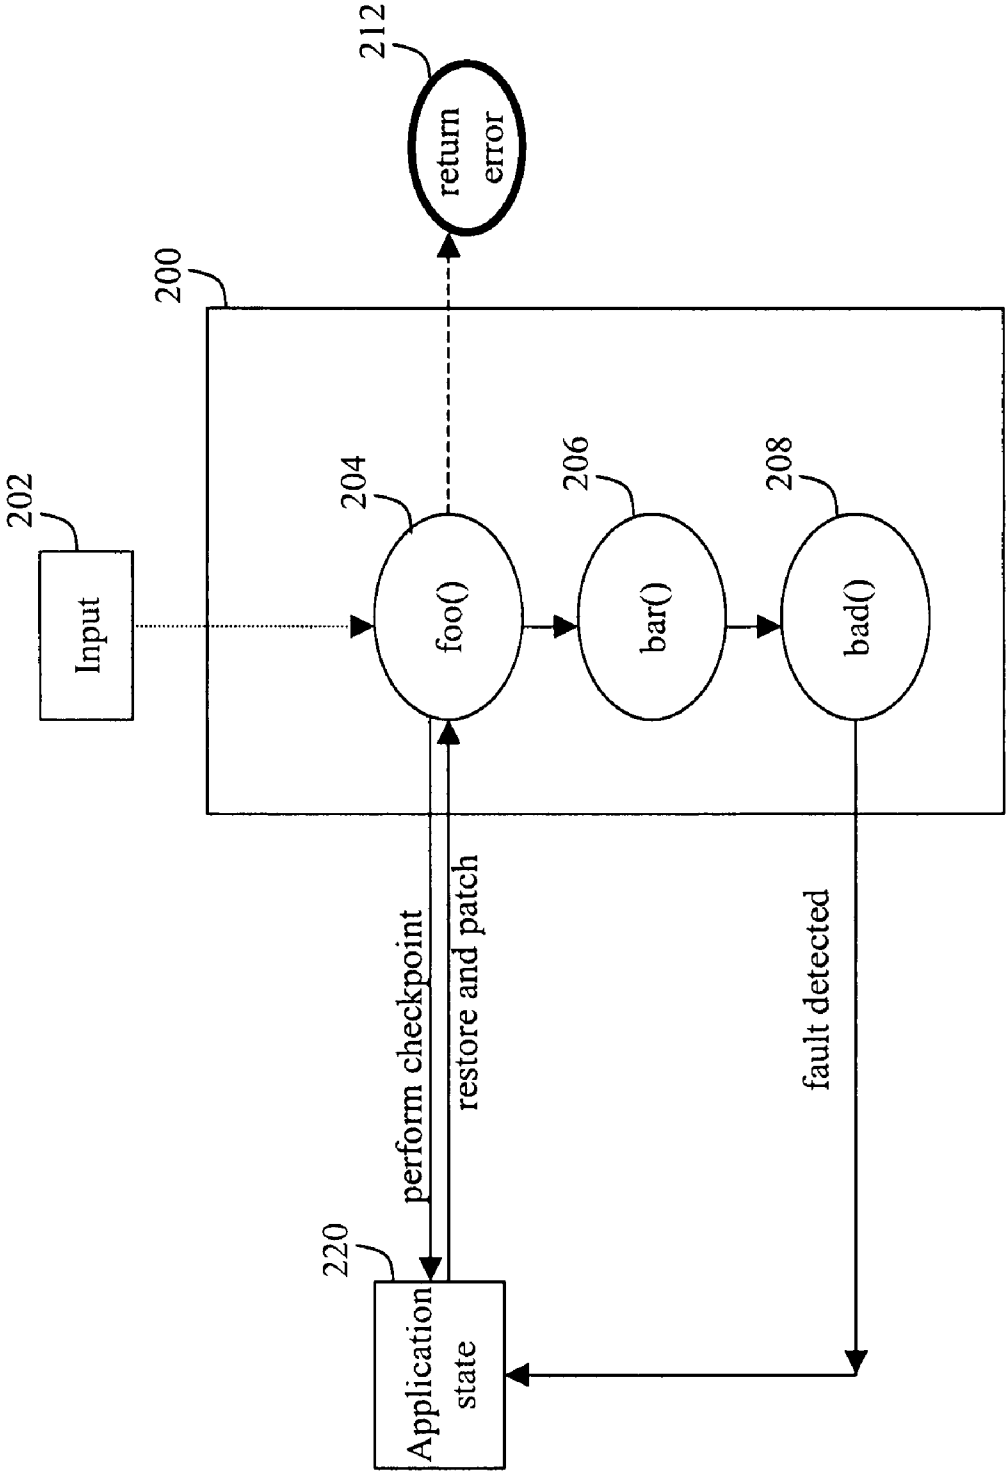 202
Input
200
220
204
212
Application
state
perform checkpoint
restore and patch
foo()
return
error
206
bar()
208
fault detected
bad()